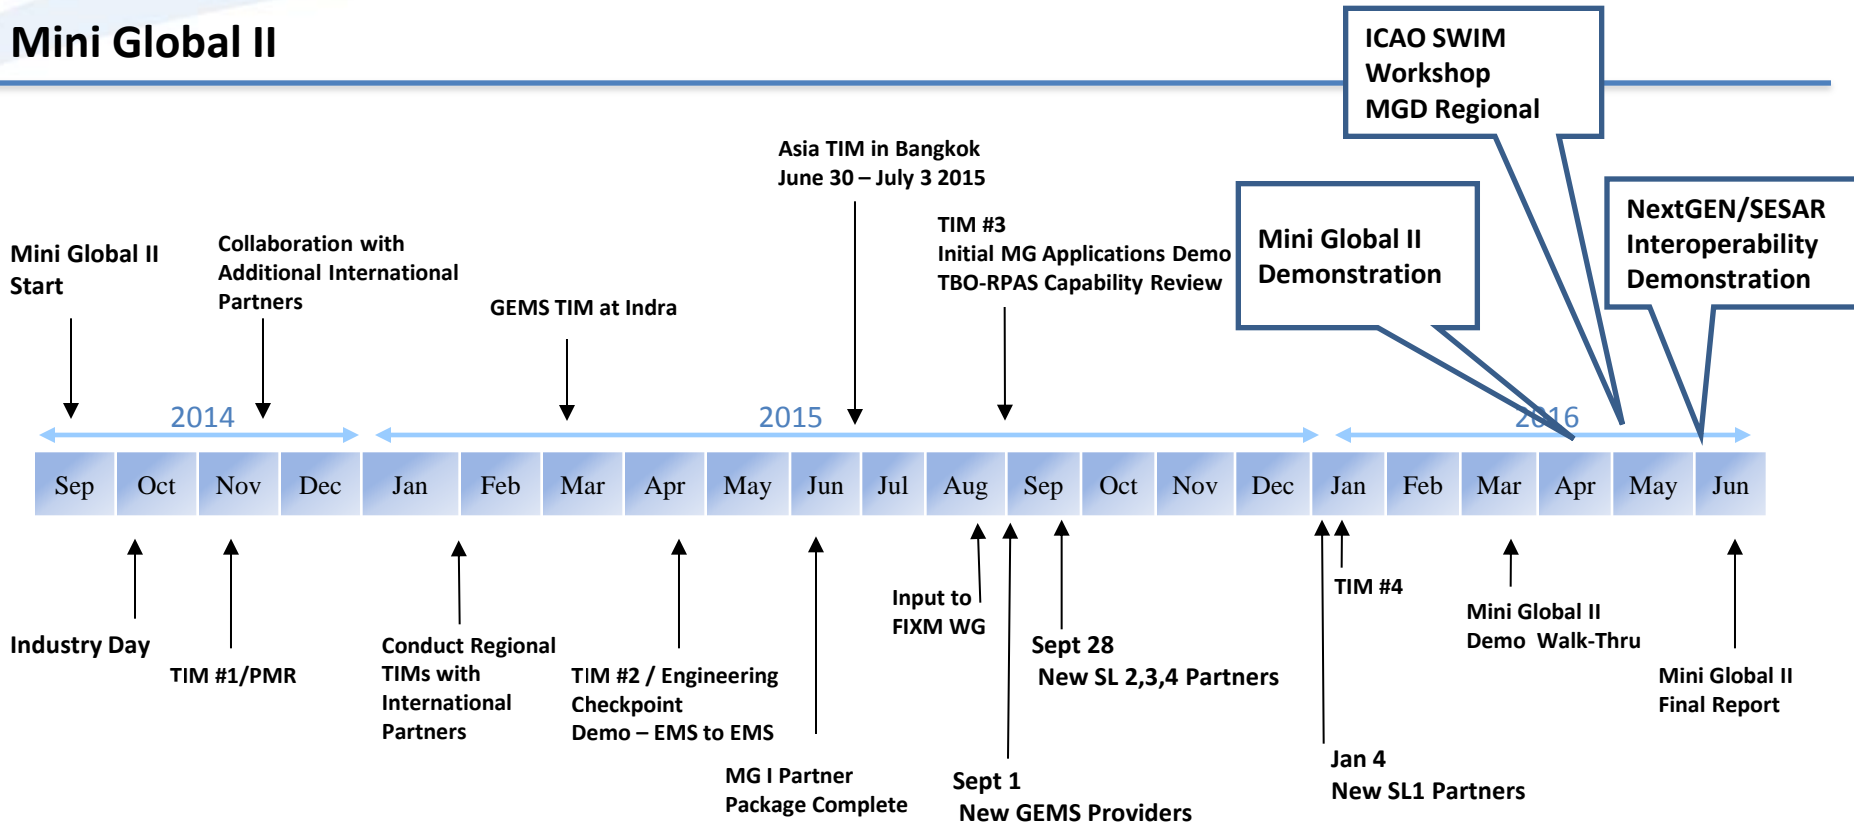 Mini Global II
ICAO SWIM
Workshop
MGD Regional
Asia TIM in Bangkok
June 30 – July 3 2015
NextGEN/SESAR
Interoperability
Demonstration
TIM #3
Initial MG Applications Demo
TBO-RPAS Capability Review
Mini Global II
Demonstration
Mini Global II
Start
Collaboration with
Additional International
Partners
GEMS TIM at Indra
2014
2015
2016
Sep Oct Nov Dec Jan Feb Mar Apr May Jun Jul Aug Sep Oct Nov Dec Jan Feb Mar Apr May Jun
Industry Day
TIM #1/PMR
Conduct Regional
TIMs with
International
Partners
TIM #2 / Engineering
Checkpoint
Demo – EMS to EMS
MG I Partner
Package Complete
Input to
FIXM WG
Sept 1
New GEMS Providers
Sept 28
New SL 2,3,4 Partners
TIM #4
Jan 4
New SL1 Partners
Mini Global II
Demo Walk-Thru
Mini Global II
Final Report